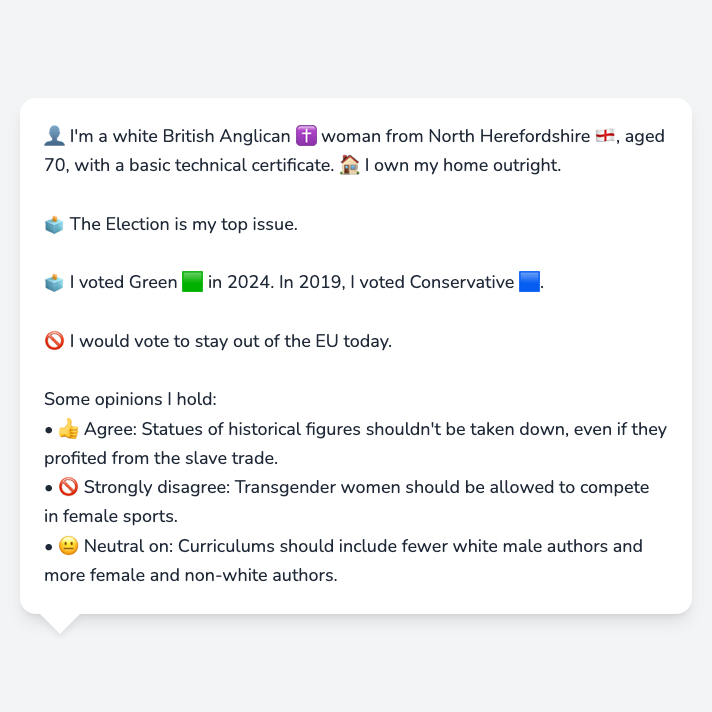 👤 I'm a white British Anglican ✝️ woman from North Herefordshire 🏴󠁧󠁢󠁥󠁮󠁧󠁿, aged
70, with a basic technical certificate. 🏠 I own my home outright.
🗳️ The Election is my top issue.
🗳️ I voted Green 🟩 in 2024. In 2019, I voted Conservative 🟦.
🚫 I would vote to stay out of the EU today.
Some opinions I hold:
• 👍 Agree: Statues of historical figures shouldn't be taken down, even if they
profited from the slave trade.
• 🚫 Strongly disagree: Transgender women should be allowed to compete
in female sports.
• 😐 Neutral on: Curriculums should include fewer white male authors and
more female and non-white authors.